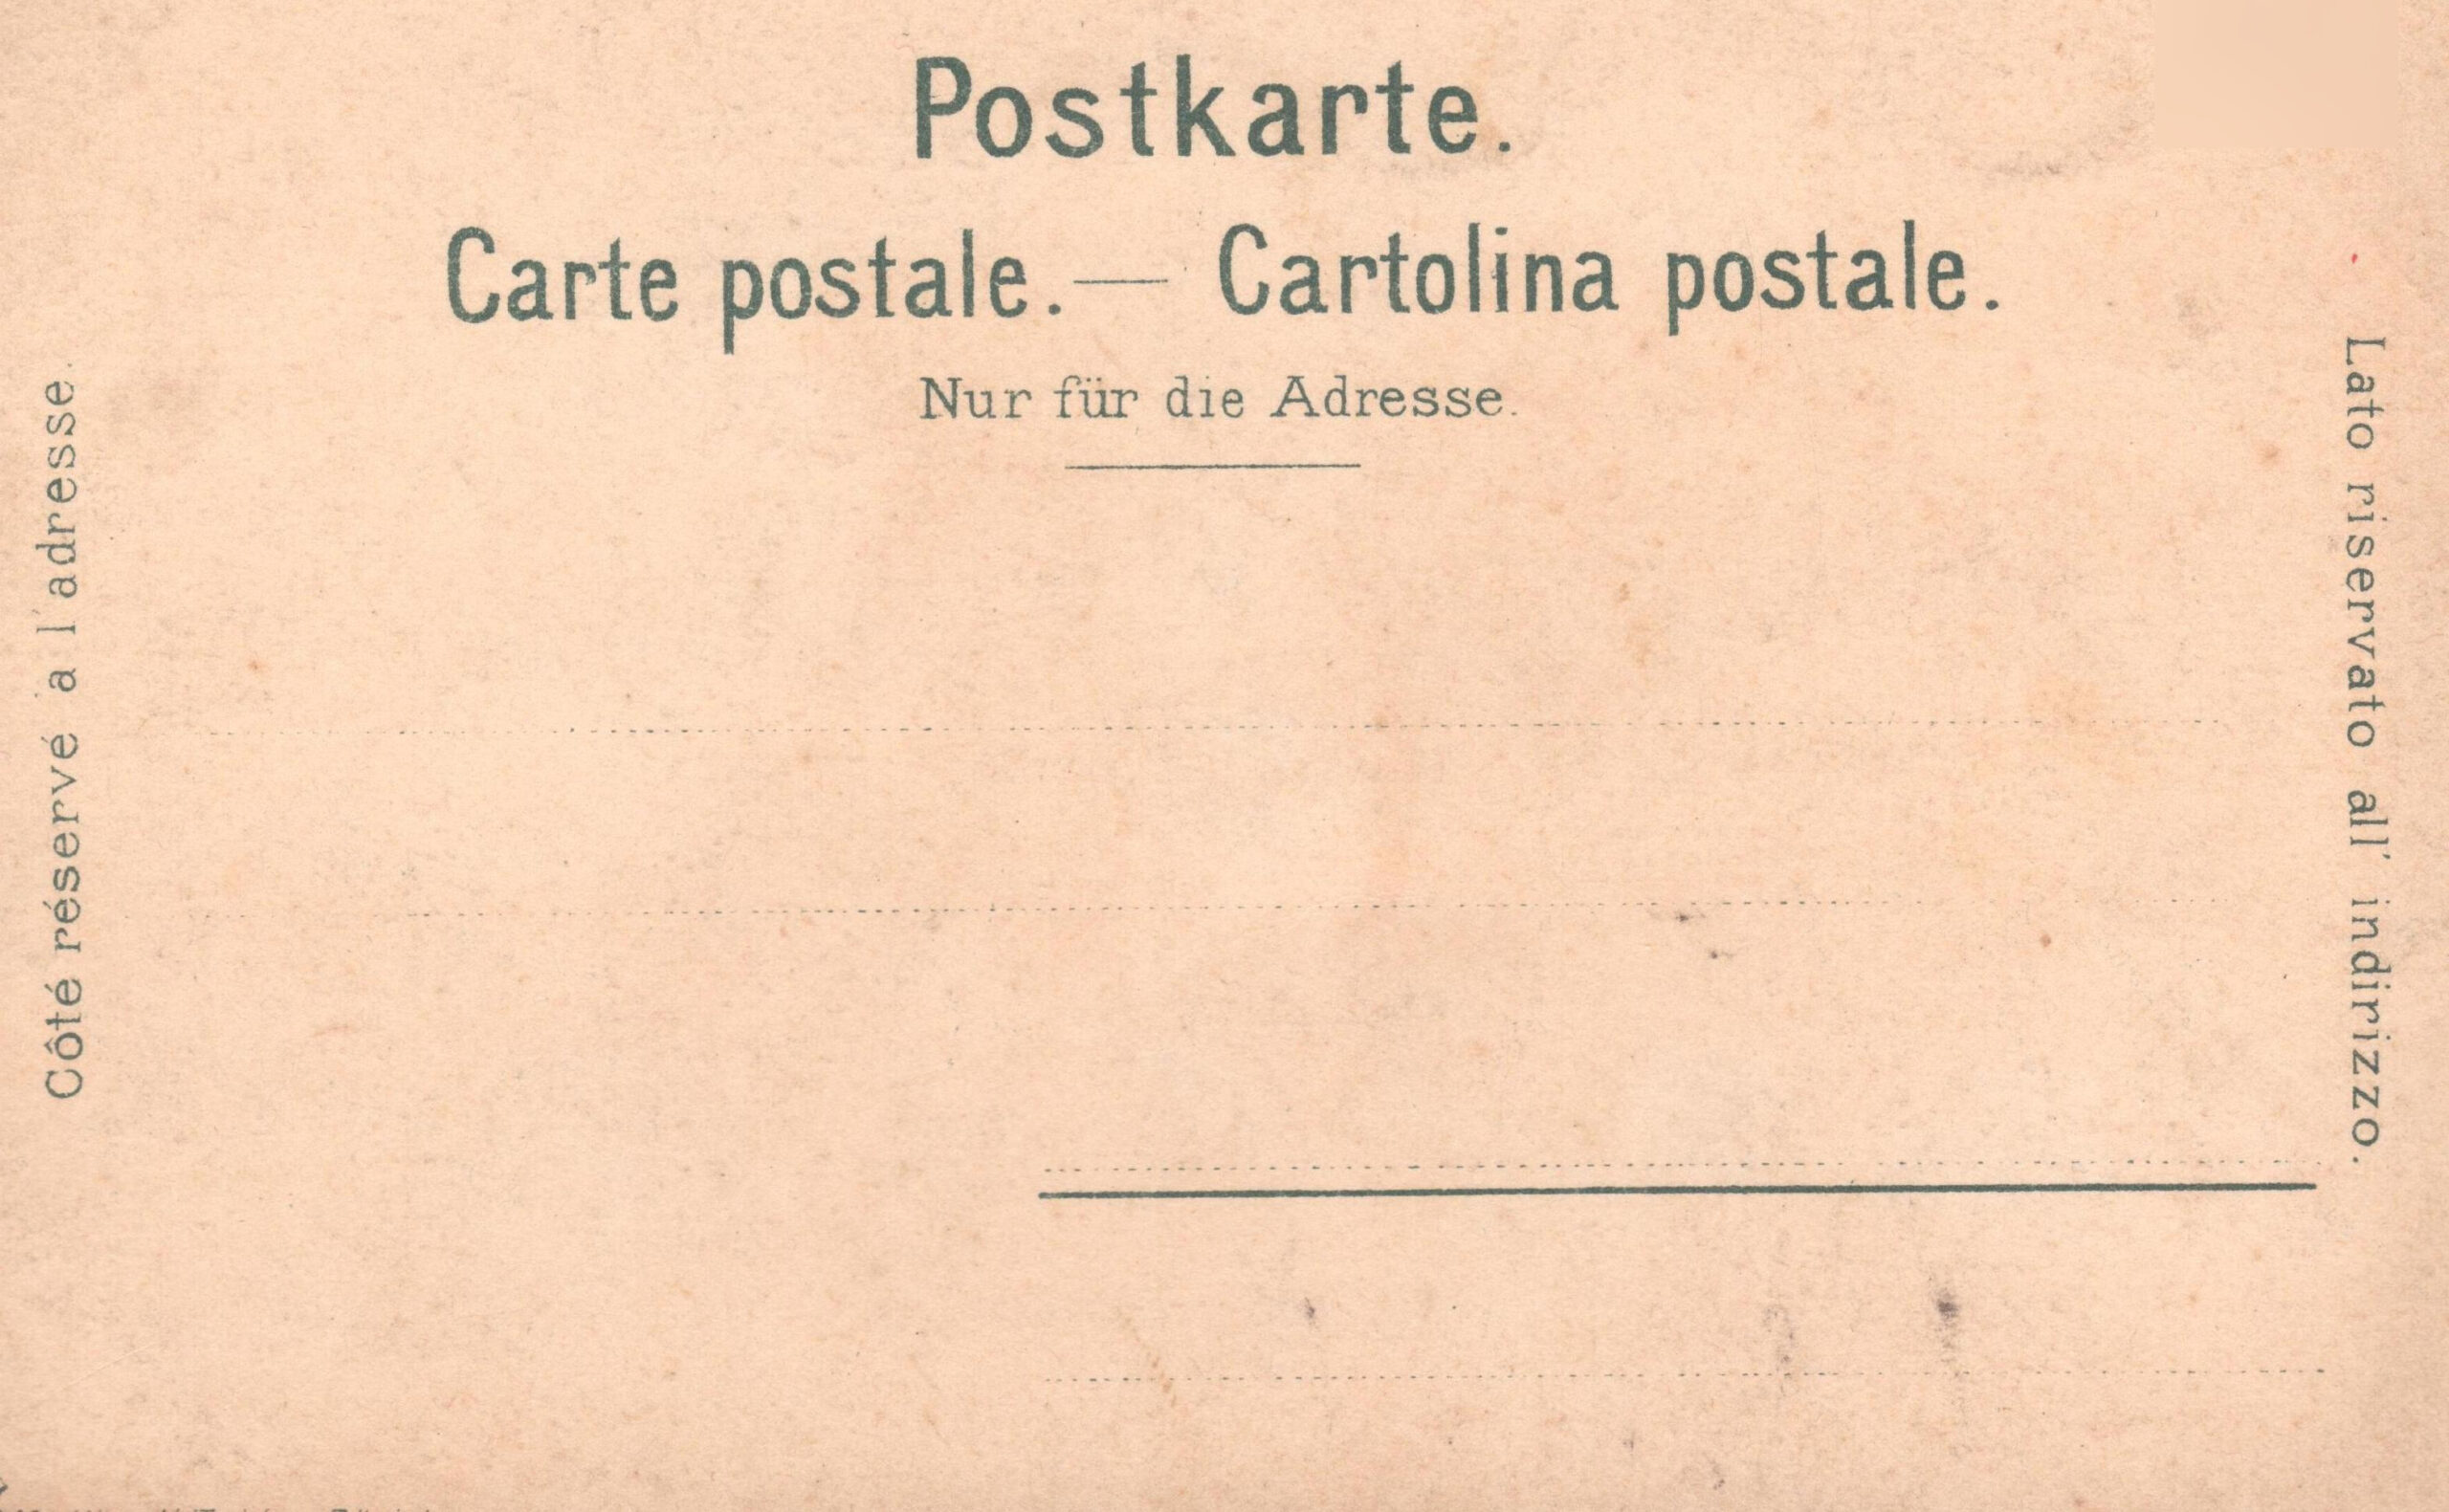 Postkarte.
Carte postale. — Cartolina postale.
Nur für die Adresse.
Côté réservé à l'adresse.
Lato riservato all' indirizzo.